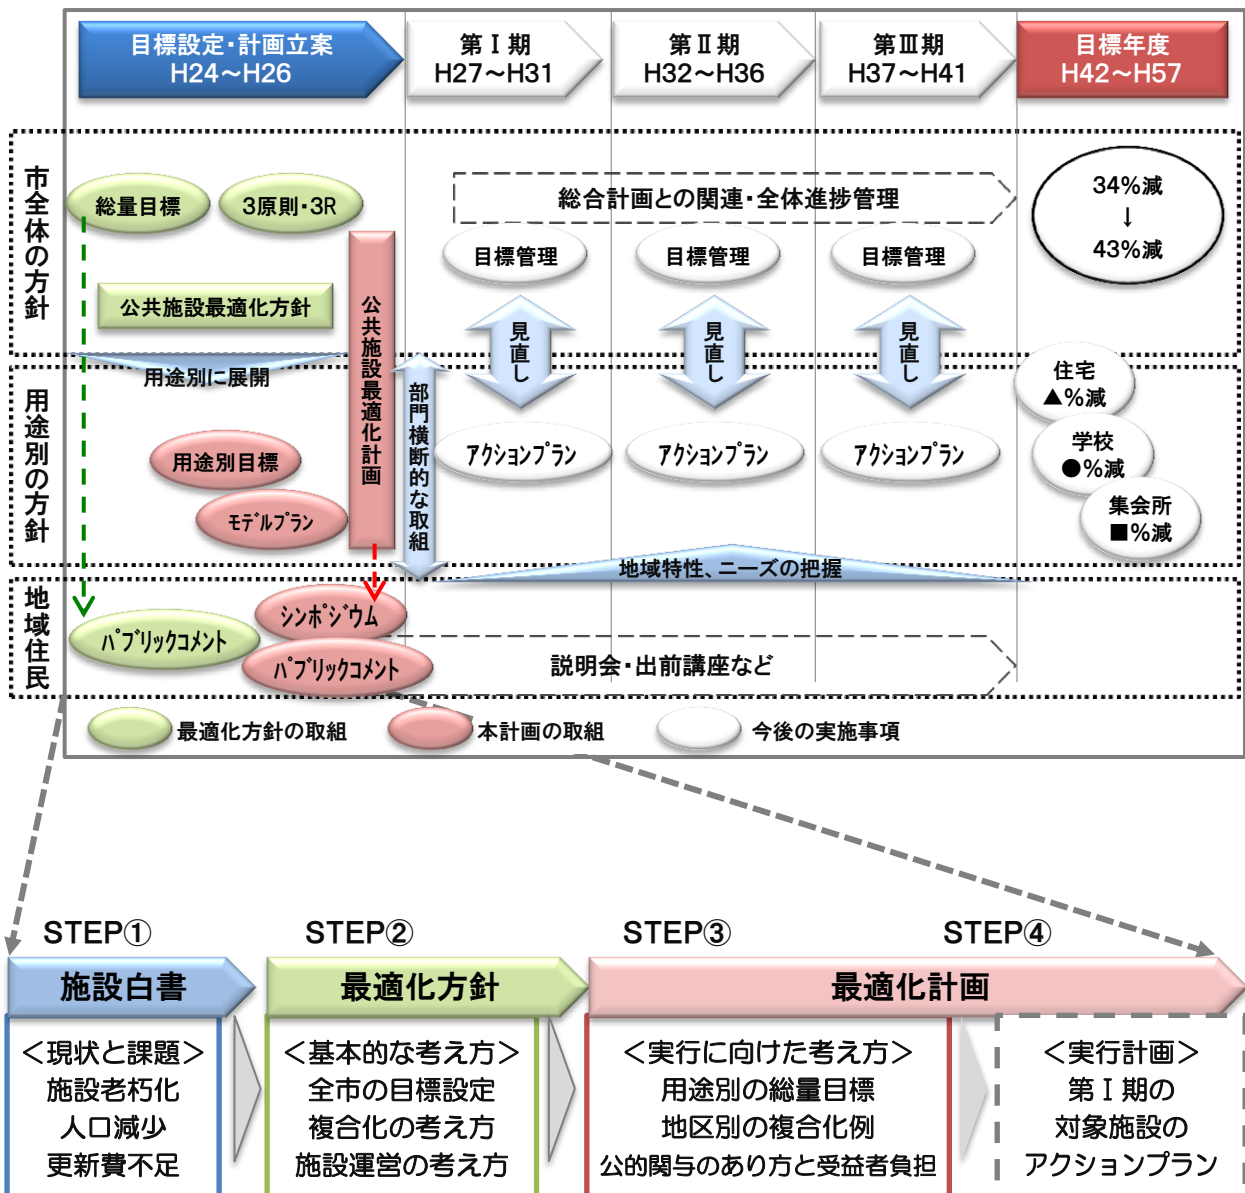 目標設定・計画立案
H24～H26
第Ⅰ期
H27～H31
第Ⅱ期
H32～H36
第Ⅲ期
H37～H41
目標年度
H42～H57
市全体の方針
総量目標
3原則・3R
公共施設最適化方針
公共施設最適化計画
総合計画との関連・全体進捗管理
目標管理
目標管理
目標管理
34%減
↓
43%減
見直し
見直し
見直し
用途別の方針
用途別に展開
用途別目標
モデルプラン
部門横断的な取組
アクションプラン
アクションプラン
アクションプラン
住宅
▲%減
学校
●%減
集会所
■%減
地域特性、ニーズの把握
地域住民
パブリックコメント
シンポジウム
パブリックコメント
説明会・出前講座など
最適化方針の取組
本計画の取組
今後の実施事項
STEP①
STEP②
STEP③
STEP④
施設白書
最適化方針
最適化計画
＜現状と課題＞
施設老朽化
人口減少
更新費不足
＜基本的な考え方＞
全市の目標設定
複合化の考え方
施設運営の考え方
＜実行に向けた考え方＞
用途別の総量目標
地区別の複合化例
公的関与のあり方と受益者負担
＜実行計画＞
第Ⅰ期の
対象施設の
アクションプラン